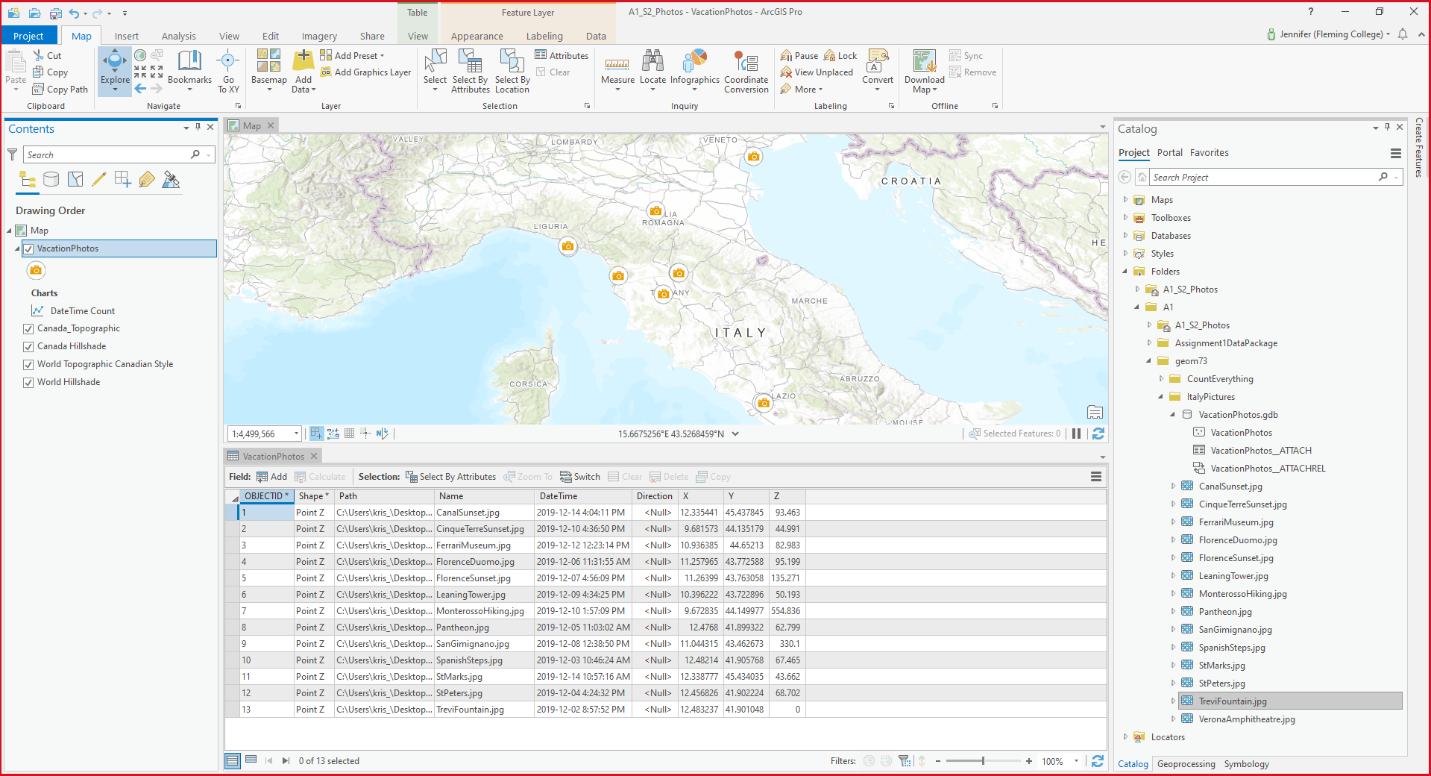 Table
Feature Layer
A1_S2_Photos - VacationPhotos - ArcGIS Pro
?
Project Map Insert Analysis View Edit Imagery Share View Appearance Labeling Data
Jennifer (Fleming College)
Paste
Cut
Copy
Copy Path
Clipboard
Explore
Bookmarks
Go To XY
Navigate
Basemap
Add Data
Add Preset
Add Graphics Layer
Layer
Select
Select By Attributes
Select By Location
Attributes
Clear
Selection
Measure
Locate
Infographics
Coordinate Conversion
Inquiry
Pause
Lock
View Unplaced
More
Convert
Labeling
Download Map
Sync
Remove
Offline
Contents
Search
Drawing Order
Map
VacationPhotos
Charts
DateTime Count
Canada_Topographic
Canada Hillshade
World Topographic Canadian Style
World Hillshade
Map
VALLEY
LOMBARDY
VENETO
CROATIA
LIGURIA
ROMAGNA
MARCHE
ITALY
CORSICA
ABRUZZO
LAZIO
MOLISE
1:4,499,566
15.6675256°E 43.5268459°N
Selected Features: 0
VacationPhotos
Field: Add Calculate Selection: Select By Attributes Zoom To Switch Clear Delete Copy
OBJECTID * Shape * Path Name DateTime Direction X Y Z
1 Point Z C:\Users\kris_\Desktop... CanalSunset.jpg 2019-12-14 4:04:11 PM <Null> 12.335441 45.437845 93.463
2 Point Z C:\Users\kris_\Desktop... CinqueTerreSunset.jpg 2019-12-10 4:36:50 PM <Null> 9.681573 44.135179 44.991
3 Point Z C:\Users\kris_\Desktop... FerrariMuseum.jpg 2019-12-12 12:23:14 PM <Null> 10.936385 44.65213 82.983
4 Point Z C:\Users\kris_\Desktop... FlorenceDuomo.jpg 2019-12-06 11:31:55 AM <Null> 11.257965 43.772588 95.199
5 Point Z C:\Users\kris_\Desktop... FlorenceSunset.jpg 2019-12-07 4:56:09 PM <Null> 11.26399 43.763058 135.271
6 Point Z C:\Users\kris_\Desktop... LeaningTower.jpg 2019-12-09 4:34:25 PM <Null> 10.396222 43.722896 50.193
7 Point Z C:\Users\kris_\Desktop... MonterossoHiking.jpg 2019-12-10 1:57:09 PM <Null> 9.672835 44.149977 554.836
8 Point Z C:\Users\kris_\Desktop... Pantheon.jpg 2019-12-05 11:03:02 AM <Null> 12.4768 41.899322 62.799
9 Point Z C:\Users\kris_\Desktop... SanGimignano.jpg 2019-12-08 12:38:50 PM <Null> 11.044315 43.462673 330.1
10 Point Z C:\Users\kris_\Desktop... SpanishSteps.jpg 2019-12-03 10:46:24 AM <Null> 12.48214 41.905768 67.465
11 Point Z C:\Users\kris_\Desktop... StMarks.jpg 2019-12-14 10:57:16 AM <Null> 12.338777 45.434035 43.662
12 Point Z C:\Users\kris_\Desktop... StPeters.jpg 2019-12-04 4:24:32 PM <Null> 12.456826 41.902224 68.702
13 Point Z C:\Users\kris_\Desktop... TreviFountain.jpg 2019-12-02 8:57:52 PM <Null> 12.483237 41.901048 0
0 of 13 selected
Filters:
100%
Catalog
Project Portal Favorites
Search Project
Maps
Toolboxes
Databases
Styles
Folders
A1_S2_Photos
A1
A1_S2_Photos
Assignment1DataPackage
geom73
CountEverything
ItalyPictures
VacationPhotos.gdb
VacationPhotos
VacationPhotos__ATTACH
VacationPhotos__ATTACHREL
CanalSunset.jpg
CinqueTerreSunset.jpg
FerrariMuseum.jpg
FlorenceDuomo.jpg
FlorenceSunset.jpg
LeaningTower.jpg
MonterossoHiking.jpg
Pantheon.jpg
SanGimignano.jpg
SpanishSteps.jpg
StMarks.jpg
StPeters.jpg
TreviFountain.jpg
VeronaAmphitheatre.jpg
Locators
Catalog Geoprocessing Symbology
Create Features